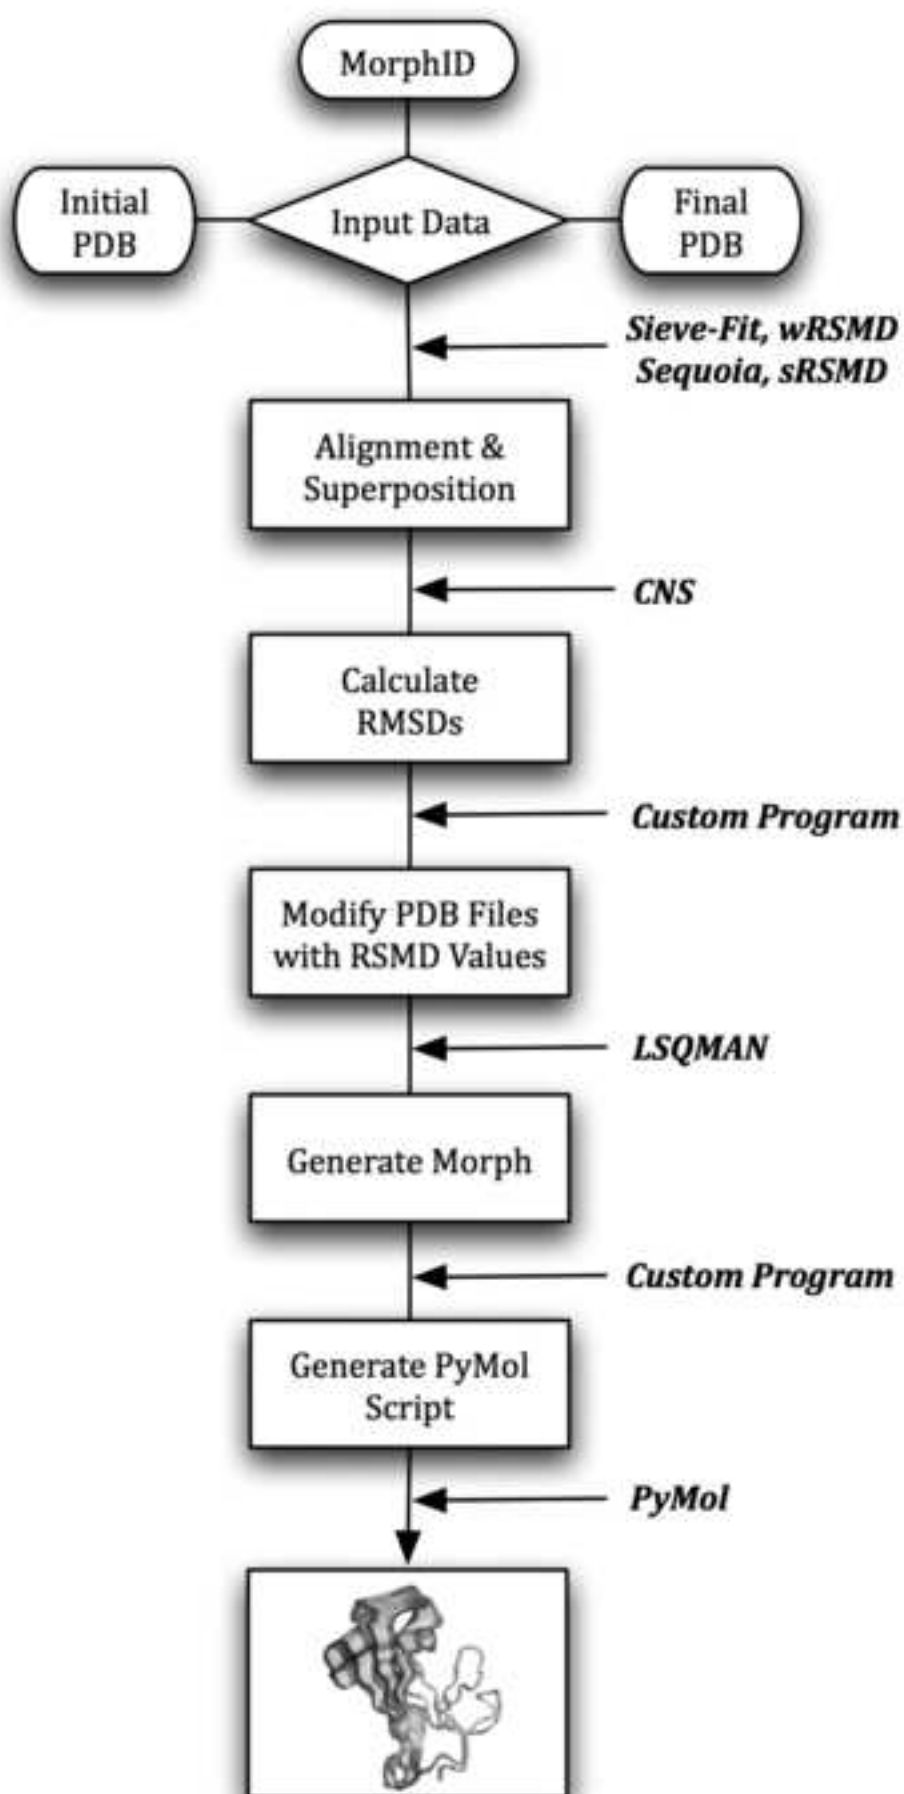 MorphID
Initial
PDB
Input Data
Final
PDB
Sieve-Fit, wRSMD
Sequoia, sRSMD
Alignment &
Superposition
CNS
Calculate
RMSDs
Custom Program
Modify PDB Files
with RSMD Values
LSQMAN
Generate Morph
Custom Program
Generate PyMol
Script
PyMol